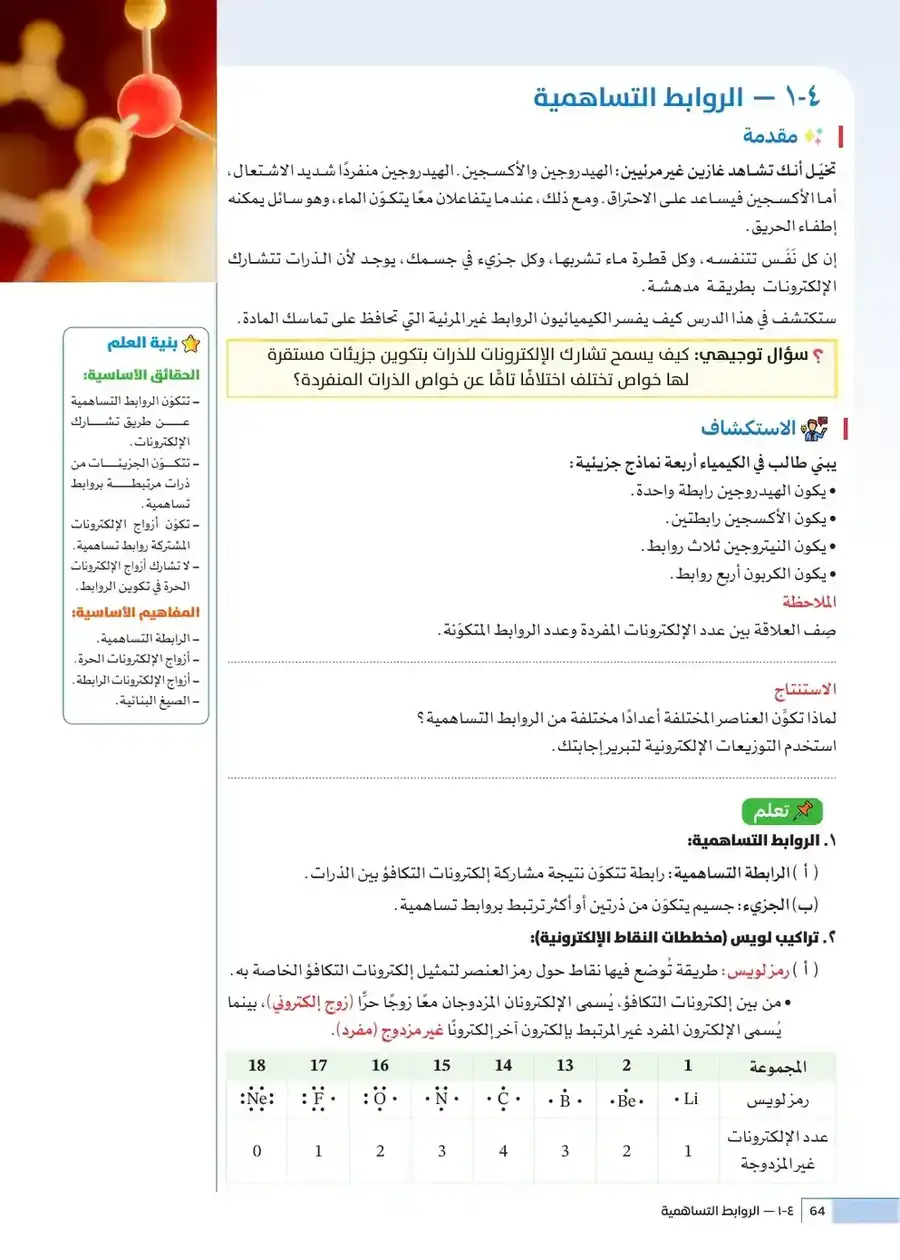 ٤-١ — الروابط التساهمية
مقدمة
تخيّل أنك تشاهد غازين غير مرئيين: الهيدروجين والأكسجين. الهيدروجين منفردًا شديد الاشتعال،
أما الأكسجين فيساعد على الاحتراق. ومع ذلك، عندما يتفاعلان معًا يتكوّن الماء، وهو سائل يمكنه
إطفاء الحريق.
إن كل نَفَس تتنفسه، وكل قطرة ماء تشربها، وكل جزيء في جسمك، يوجد لأن الذرات تتشارك
الإلكترونات بطريقة مدهشة.
ستكتشف في هذا الدرس كيف يفسر الكيميائيون الروابط غير المرئية التي تحافظ على تماسك المادة.
؟ سؤال توجيهي: كيف يسمح تشارك الإلكترونات للذرات بتكوين جزيئات مستقرة
لها خواص تختلف اختلافًا تامًّا عن خواص الذرات المنفردة؟
الاستكشاف
يبني طالب في الكيمياء أربعة نماذج جزيئية:
• يكون الهيدروجين رابطة واحدة.
• يكون الأكسجين رابطتين.
• يكون النيتروجين ثلاث روابط.
• يكون الكربون أربع روابط.
الملاحظة
صِف العلاقة بين عدد الإلكترونات المفردة وعدد الروابط المتكوّنة.
الاستنتاج
لماذا تكوِّن العناصر المختلفة أعدادًا مختلفة من الروابط التساهمية؟
استخدم التوزيعات الإلكترونية لتبرير إجابتك.
تعلم
١. الروابط التساهمية:
( أ ) الرابطة التساهمية: رابطة تتكوّن نتيجة مشاركة إلكترونات التكافؤ بين الذرات.
(ب) الجزيء: جسيم يتكوّن من ذرتين أو أكثر ترتبط بروابط تساهمية.
٢. تراكيب لويس (مخططات النقاط الإلكترونية):
( أ ) رمز لويس: طريقة تُوضع فيها نقاط حول رمز العنصر لتمثيل إلكترونات التكافؤ الخاصة به.
• من بين إلكترونات التكافؤ، يُسمى الإلكترونان المزدوجان معًا زوجًا حرًّا (زوج إلكتروني)، بينما
يُسمى الإلكترون المفرد غير المرتبط بإلكترون آخر إلكترونًا غير مزدوج (مفرد).
المجموعة 1 2 13 14 15 16 17 18
رمز لويس Li Be B C N O F Ne
عدد الإلكترونات
غير المزدوجة 1 2 3 4 3 2 1 0
بنية العلم
الحقائق الأساسية:
– تتكوّن الروابط التساهمية
عن طريق تشارك
الإلكترونات.
– تتكوّن الجزيئات من
ذرات مرتبطة بروابط
تساهمية.
– تكوّن أزواج الإلكترونات
المشتركة روابط تساهمية.
– لا تشارك أزواج الإلكترونات
الحرة في تكوين الروابط.
المفاهيم الأساسية:
– الرابطة التساهمية.
– أزواج الإلكترونات الحرة.
– أزواج الإلكترونات الرابطة.
– الصيغ البنائية.
64 ٤-١ — الروابط التساهمية